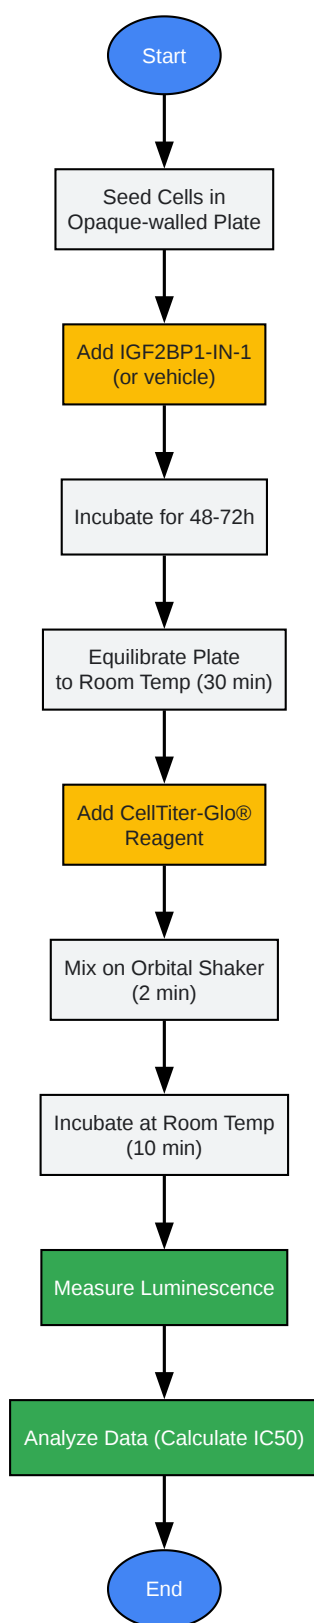 Start
Seed Cells in
Opaque-walled Plate
Add IGF2BP1-IN-1
(or vehicle)
Incubate for 48-72h
Equilibrate Plate
to Room Temp (30 min)
Add CellTiter-Glo®
Reagent
Mix on Orbital Shaker
(2 min)
Incubate at Room Temp
(10 min)
Measure Luminescence
Analyze Data (Calculate IC50)
End